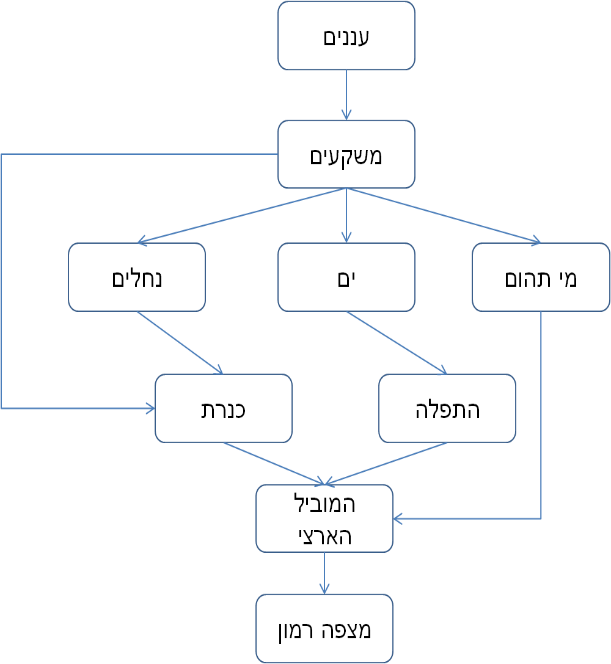 עננים
משקעים
מי תהום
ים
נחלים
התפלה
כנרת
המוביל
הארצי
מצפה רמון